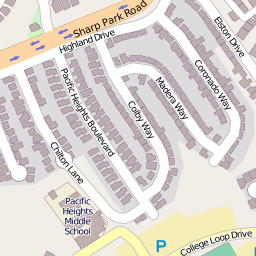 Sharp Park Road
Highland Drive
Elston Drive
Coronado Way
Madera Way
Colby Way
Pacific Heights Boulevard
Chilton Lane
Pacific
Heights
Middle
School
P
College Loop Drive